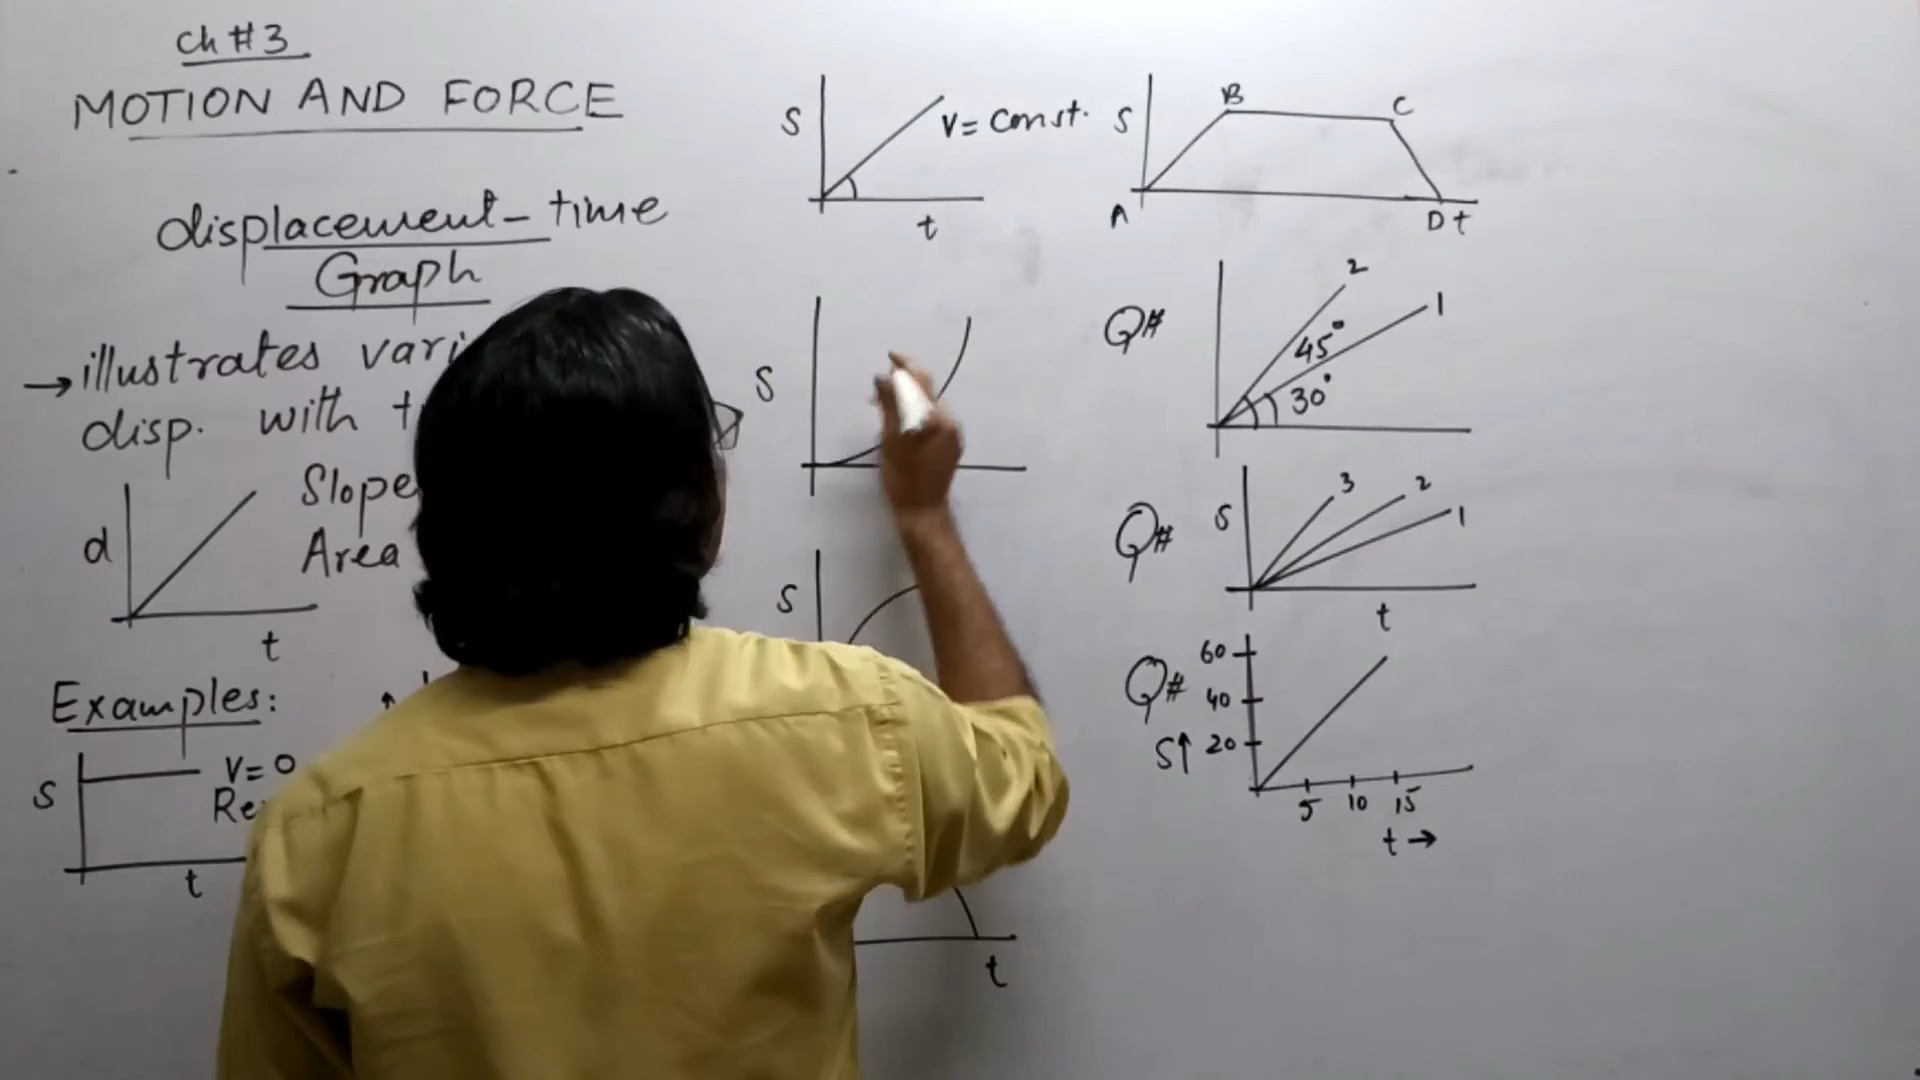 Ch # 3
MOTION AND FORCE
displacement-time
Graph
→ illustrates
disp. with
d
t
Slope
Area
Examples:
S
V = 0
t
S
V = Const.
t
S
S
t
S
A
B
C
D
t
Q#
2
1
45°
30°
Q#
S
3
2
1
t
Q#
60
40
20
S↑
5
10
15
t →